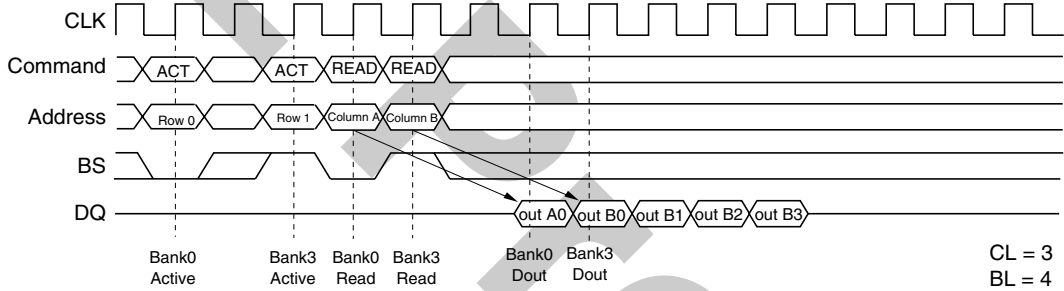 CLK
Command ACT ACT READ READ
Address Row 0 Row 1 Column A Column B
BS
DQ out A0 out B0 out B1 out B2 out B3
Bank0 Active
Bank3 Active
Bank0 Read
Bank3 Read
Bank0 Dout
Bank3 Dout
CL = 3
BL = 4